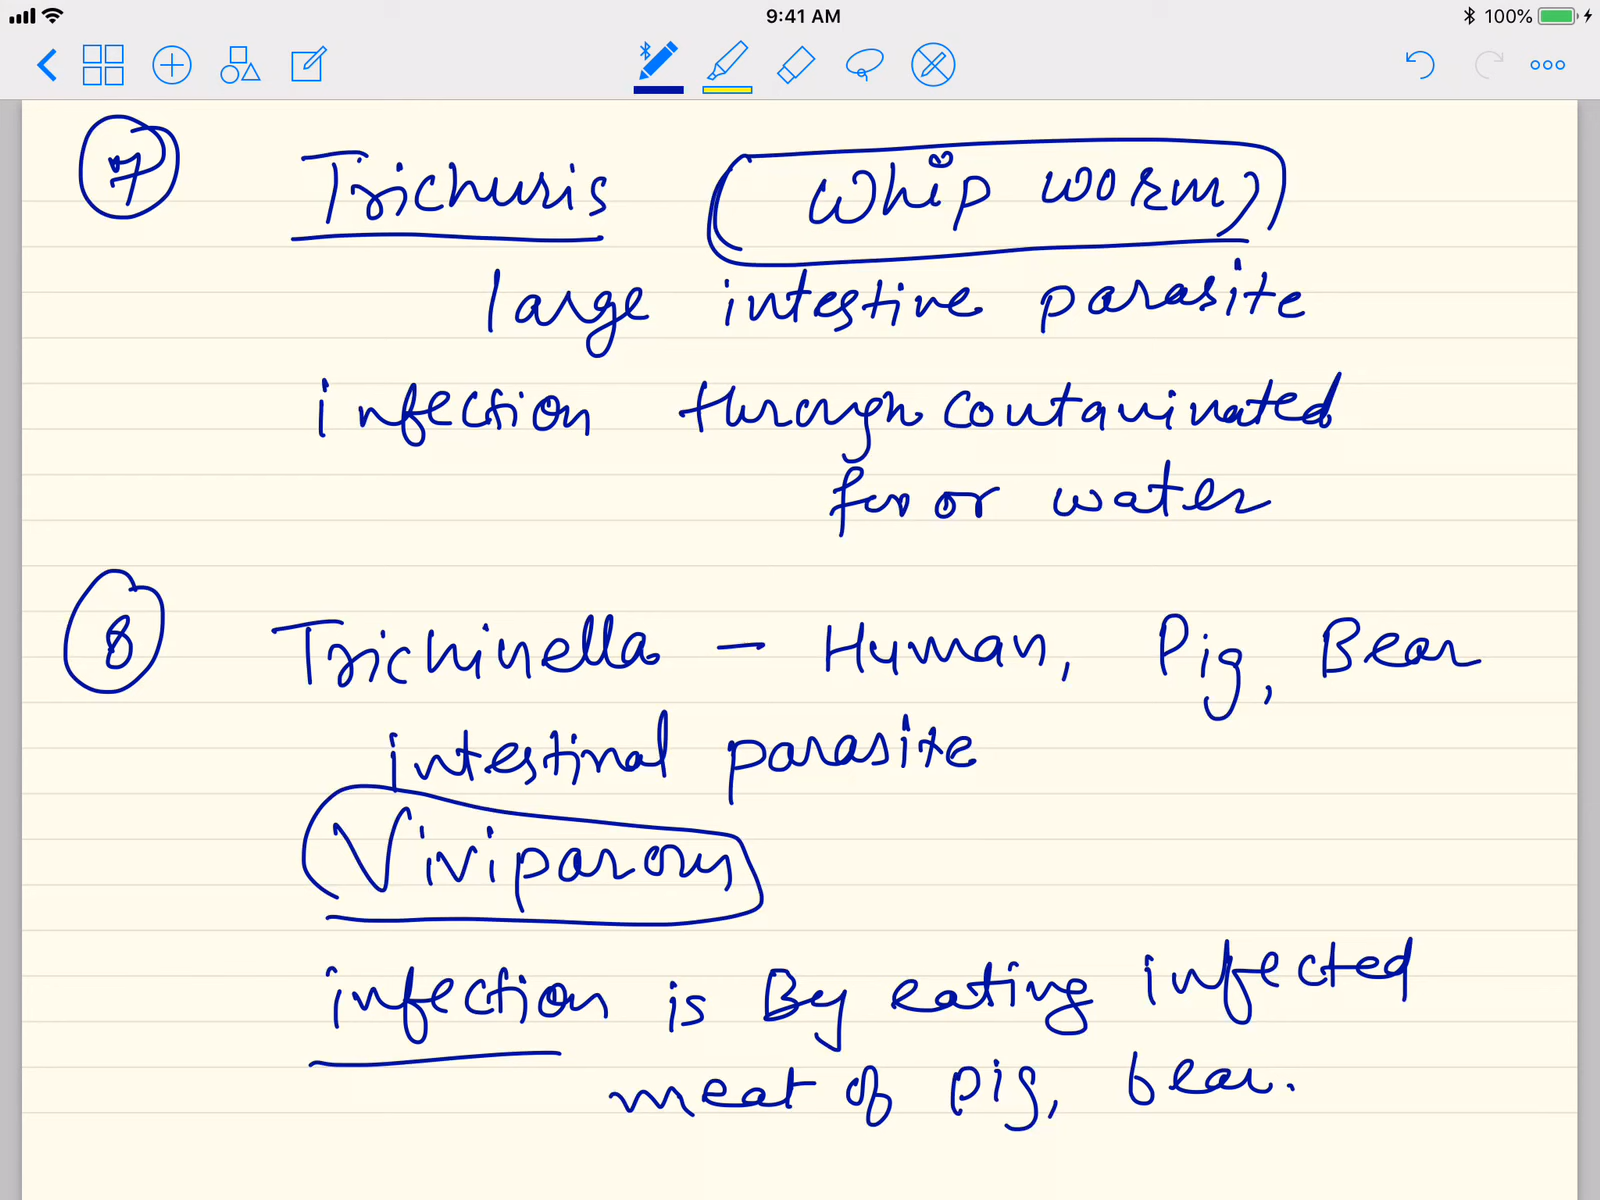 9:41 AM
100%
7 Trichuris (Whip worm)
large intestine parasite
infection through contaminated
or water
8 Trichinella - Human, Pig, Bear
intestinal parasite
Viviparous
infection is By eating infected
meat of pig, bear.